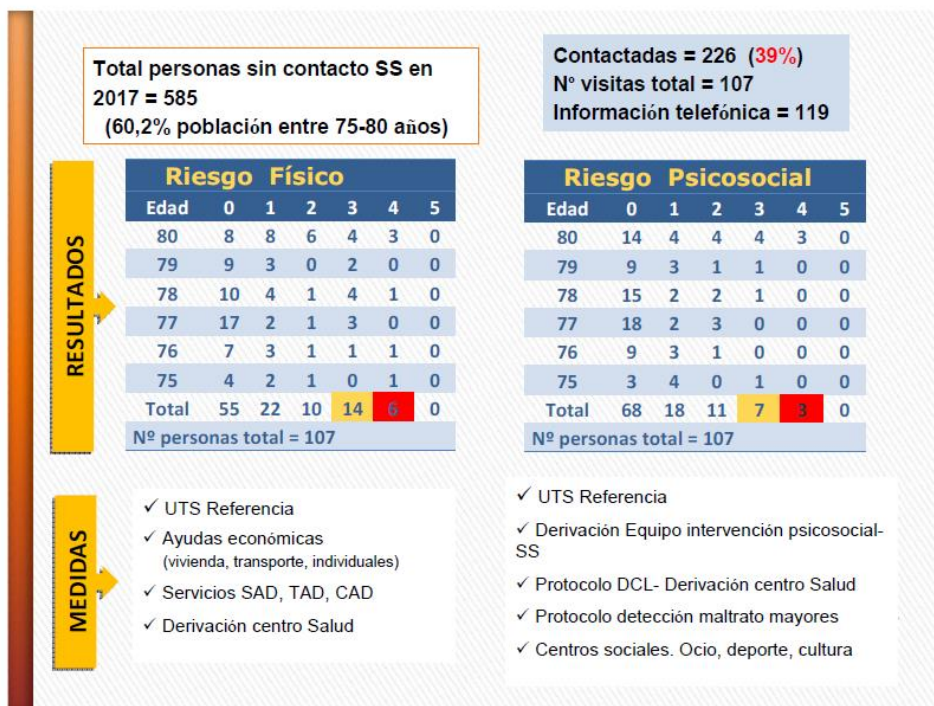 Total personas sin contacto SS en
2017 = 585
(60,2% población entre 75-80 años)
Contactadas = 226 (39%)
Nº visitas total = 107
Información telefónica = 119
RESULTADOS
Riesgo Físico
Edad 0 1 2 3 4 5
80 8 8 6 4 3 0
79 9 3 0 2 0 0
78 10 4 1 4 1 0
77 17 2 1 3 0 0
76 7 3 1 1 1 0
75 4 2 1 0 1 0
Total 55 22 10 14 6 0
Nº personas total = 107
Riesgo Psicosocial
Edad 0 1 2 3 4 5
80 14 4 4 4 3 0
79 9 3 1 1 0 0
78 15 2 2 1 0 0
77 18 2 3 0 0 0
76 9 3 1 0 0 0
75 3 4 0 1 0 0
Total 68 18 11 7 3 0
Nº personas total = 107
MEDIDAS
✓ UTS Referencia
✓ Ayudas económicas
(vivienda, transporte, individuales)
✓ Servicios SAD, TAD, CAD
✓ Derivación centro Salud
✓ UTS Referencia
✓ Derivación Equipo intervención psicosocial-
SS
✓ Protocolo DCL- Derivación centro Salud
✓ Protocolo detección maltrato mayores
✓ Centros sociales. Ocio, deporte, cultura